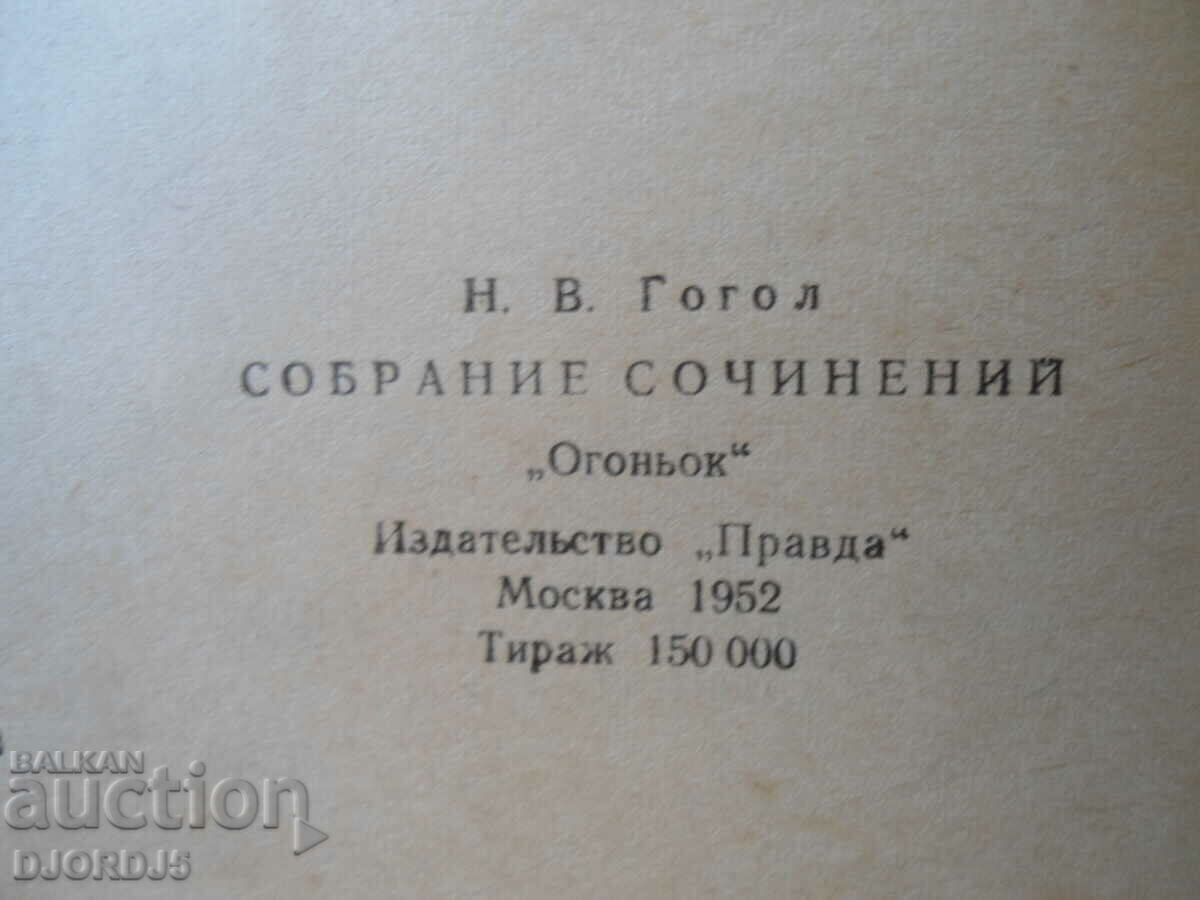 Н. В. Гогол
СОБРАНИЕ СОЧИНЕНИЙ
„Огоньок“
Издательство „Правда“
Москва 1952
Тираж 150 000
BALKAN
auction
DJORDJ5